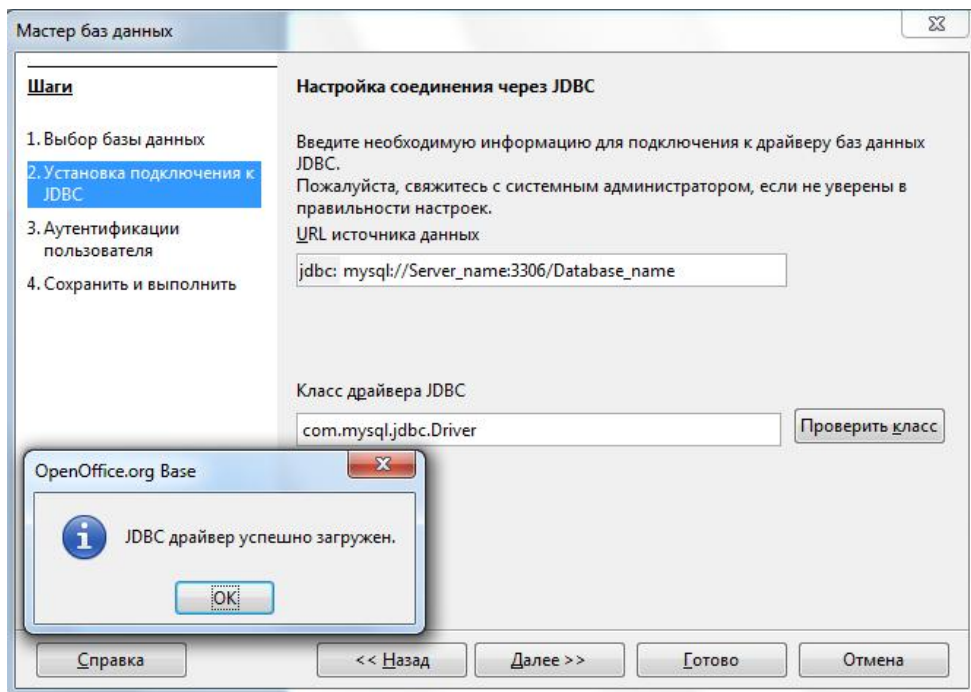 Мастер баз данных
Шаги
1. Выбор базы данных
2. Установка подключения к
JDBC
3. Аутентификации
пользователя
4. Сохранить и выполнить
Настройка соединения через JDBC
Введите необходимую информацию для подключения к драйверу баз данных
JDBC.
Пожалуйста, свяжитесь с системным администратором, если не уверены в
правильности настроек.
URL источника данных
jdbc: mysql://Server_name:3306/Database_name
Класс драйвера JDBC
com.mysql.jdbc.Driver
Проверить класс
OpenOffice.org Base
JDBC драйвер успешно загружен.
OK
Справка
<< Назад
Далее >>
Готово
Отмена